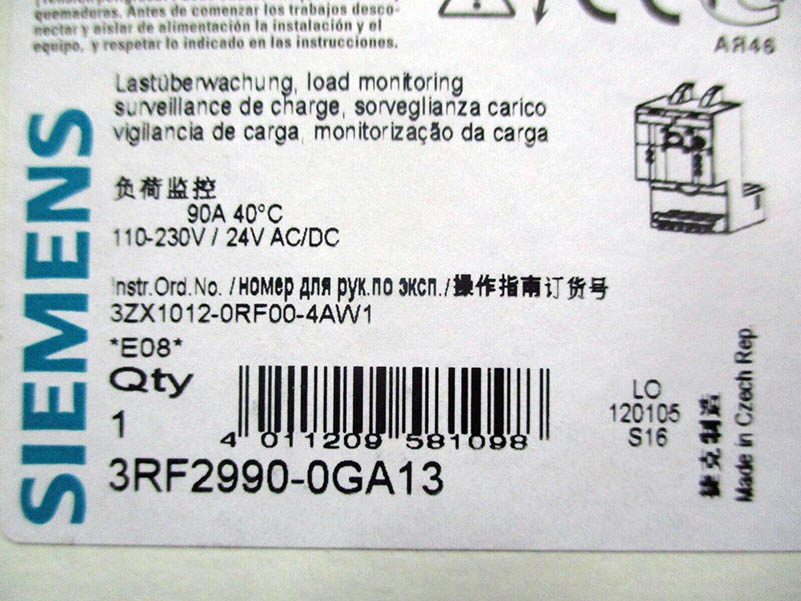 quemaduras. Antes de comenzar los trabajos desco-
nectar y aislar de alimentación la instalación y el
equipo, y respetar lo indicado en las instrucciones.
AЯ46
Lastüberwachung, load monitoring
surveillance de charge, sorveglianza carico
vigilancia de carga, monitorização da carga
SIEMENS
负荷监控
90A 40°C
110-230V / 24V AC/DC
Instr.Ord.No. /номер для рук.по эксп./操作指南订货号
3ZX1012-0RF00-4AW1
*E08*
Qty
1
4 011209 581098
3RF2990-0GA13
LO
120105
S16
捷克制造
Made in Czech Rep